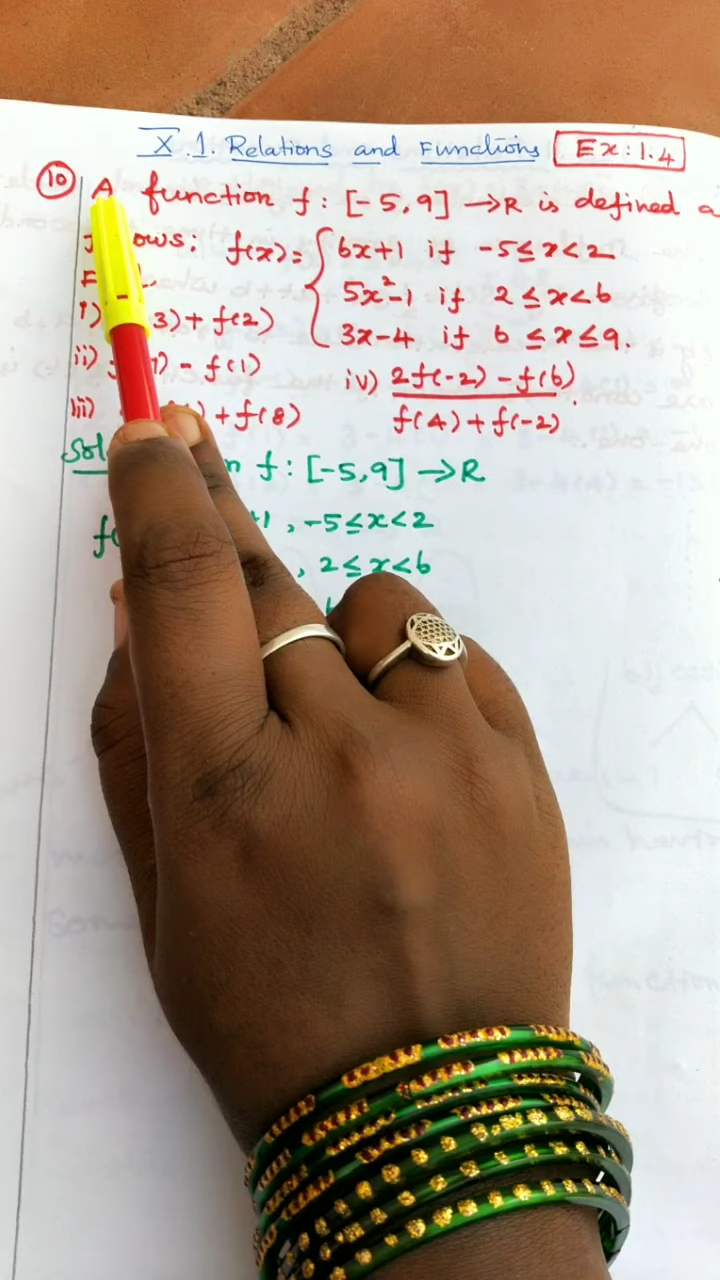 X.1. Relations and Functions Ex: 1.4
10 A function f: [-5,9] → R is defined a
ows: f(x) = { 6x+1 if -5≤x<2
5x²-1 if 2≤x<6
3x-4 if 6≤x≤9.
i) 3)+f(2)
ii) 7) - f(1)
iii) ) + f(8)
iv) 2f(-2) - f(6) / f(4) + f(-2) .
Sol n f: [-5,9] → R
f( +1 , -5≤x<2
, 2≤x<6